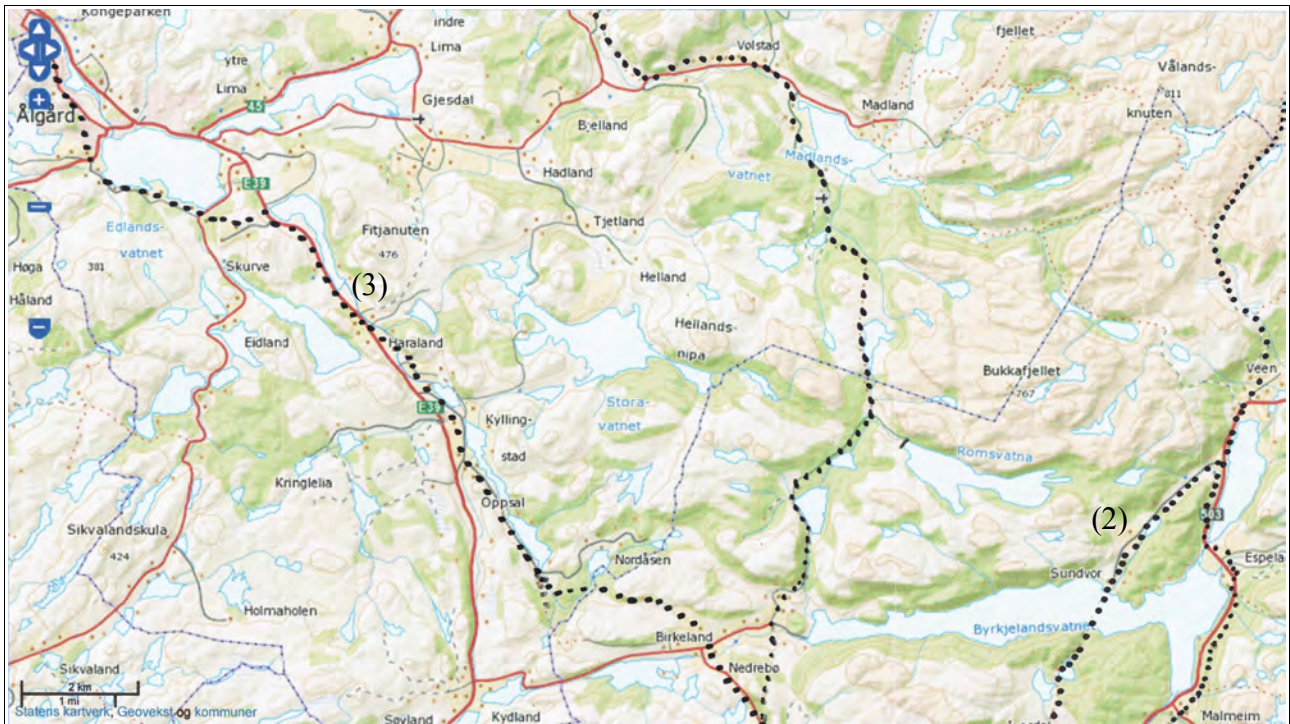 Kongeparken
indre
Lima
ytre
Lima
45
Ålgård
Gjesdal
Volstad
fjellet
Vålands-
811
knuten
Madland
Bjelland
Madlands-
vatnet
Hadland
E39
Tjetland
Edlands-
vatnet
Fitjanuten
476
Skurve
Høga
381
Håland
(3)
Helland
Hellands-
nipa
Eidland
Haraland
Bukkafjellet
767
Veen
E39
Stora-
vatnet
Kylling-
stad
Romsvatna
Kringlelia
Oppsal
Sikvalandskula
424
(2)
503
Nordåsen
Sundvor
Espela
Holmaholen
Birkeland
Byrkjelandsvatnet
Sikvaland
Nedrebø
2 km
1 mi
Statens kartverk, Geovekst og kommuner
Søyland
Kydland
Malmeim